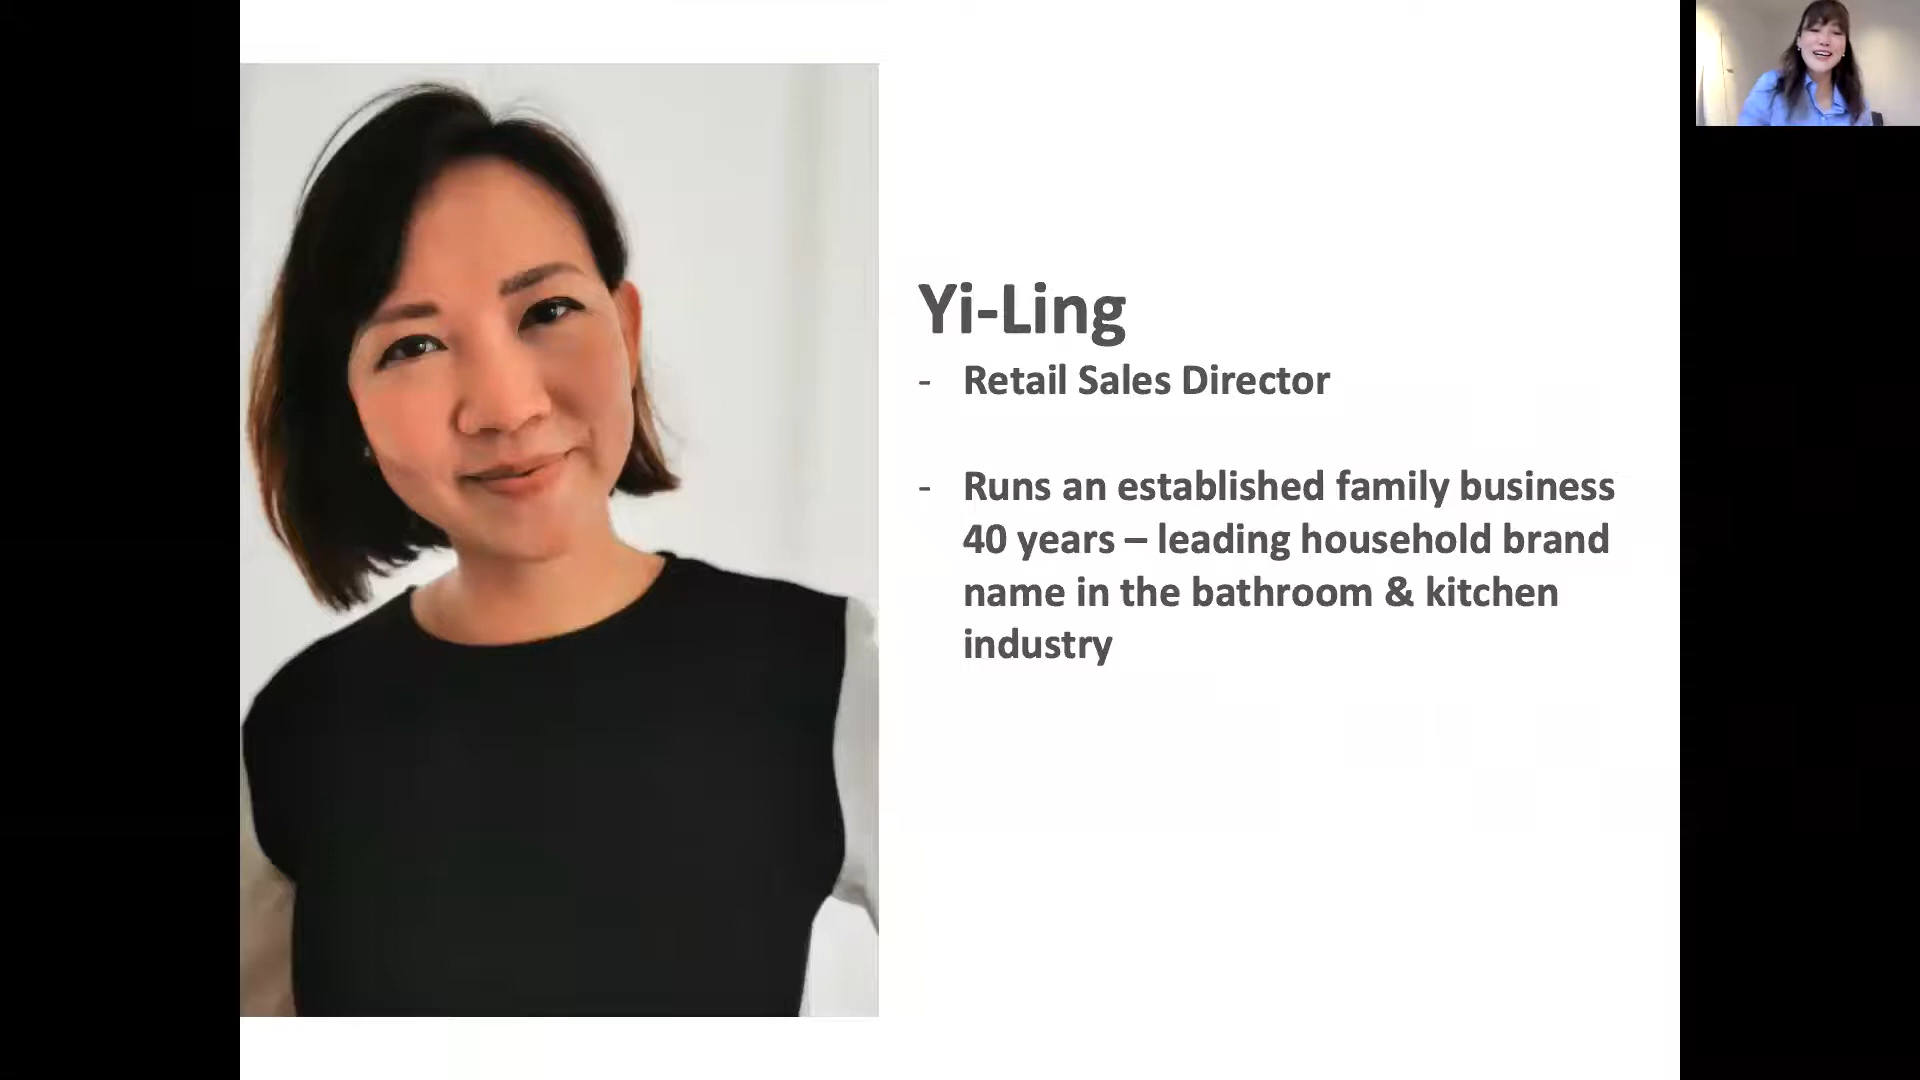 Yi-Ling
- Retail Sales Director
- Runs an established family business
40 years – leading household brand
name in the bathroom & kitchen
industry